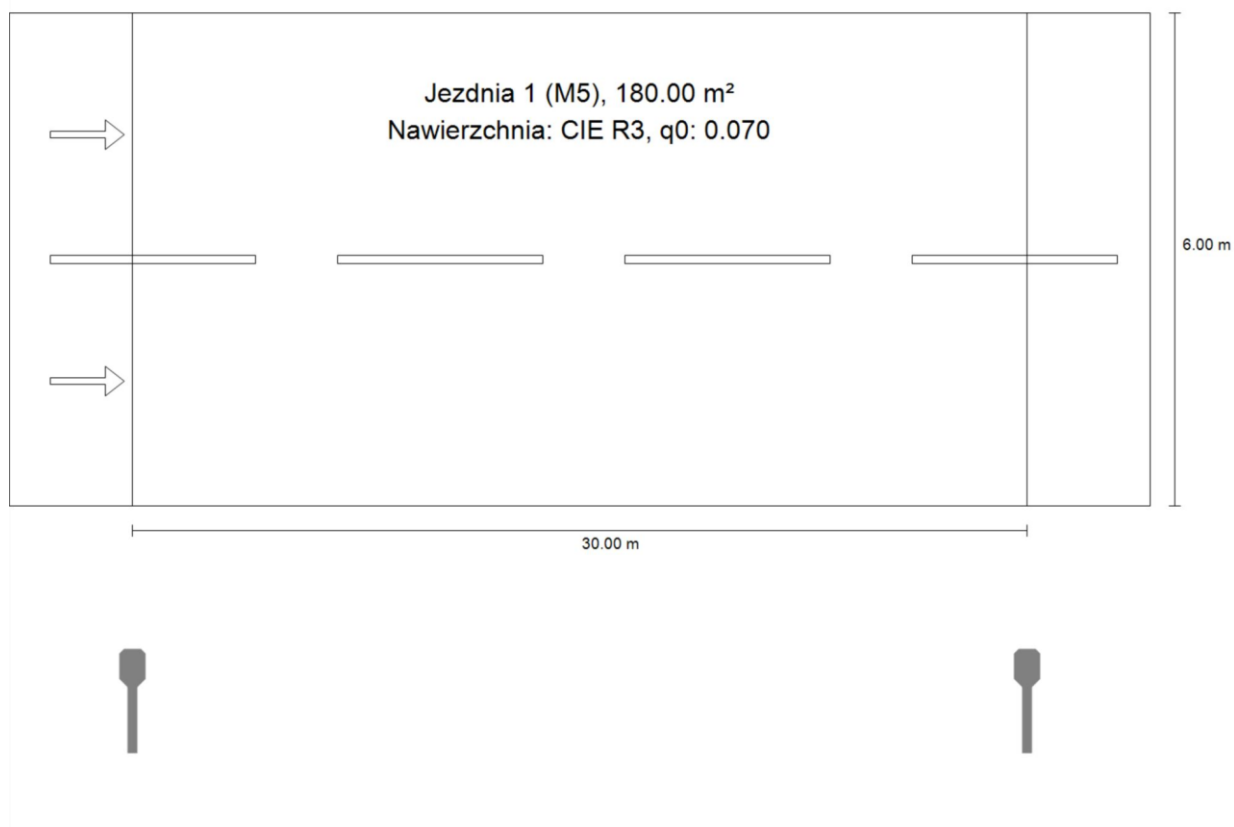 Jezdnia 1 (M5), 180.00 m²
Nawierzchnia: CIE R3, q0: 0.070
6.00 m
30.00 m